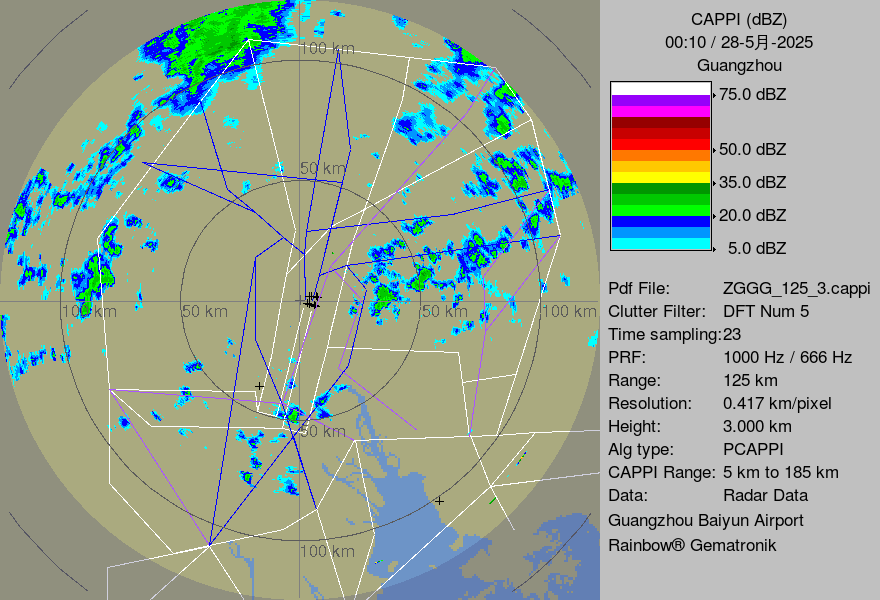 CAPPI (dBZ)
00:10 / 28-5月-2025
Guangzhou
75.0 dBZ
50.0 dBZ
35.0 dBZ
20.0 dBZ
5.0 dBZ
Pdf File: ZGGG_125_3.cappi
Clutter Filter: DFT Num 5
Time sampling:23
PRF: 1000 Hz / 666 Hz
Range: 125 km
Resolution: 0.417 km/pixel
Height: 3.000 km
Alg type: PCAPPI
CAPPI Range: 5 km to 185 km
Data: Radar Data
Guangzhou Baiyun Airport
Rainbow® Gematronik
100 km
50 km
100 km
50 km
50 km
100 km
50 km
100 km